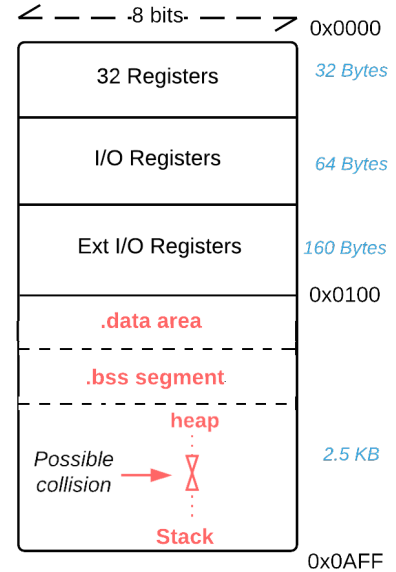 8 bits
0x0000
32 Registers
32 Bytes
I/O Registers
64 Bytes
Ext I/O Registers
160 Bytes
0x0100
.data area
.bss segment
heap
Possible
collision
2.5 KB
Stack
0x0AFF